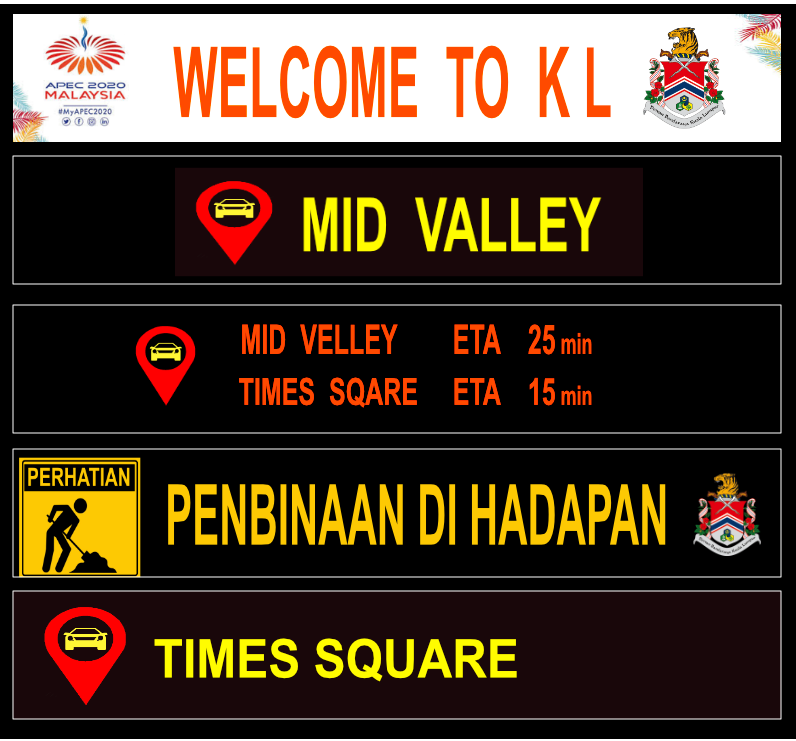 APEC 2020
MALAYSIA
#MyAPEC2020
WELCOME TO K L
MID VALLEY
MID VELLEY ETA 25 min
TIMES SQARE ETA 15 min
PERHATIAN
PENBINAAN DI HADAPAN
TIMES SQUARE